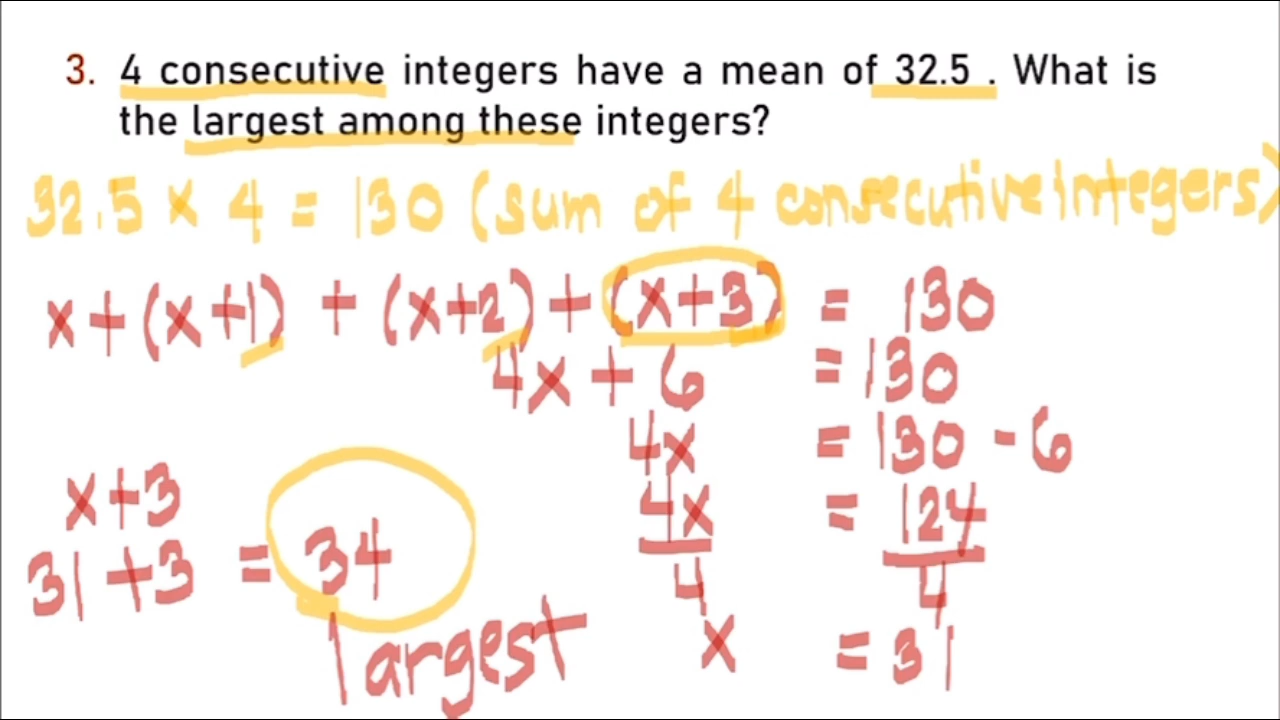 3. 4 consecutive integers have a mean of 32.5 . What is
the largest among these integers?
32.5 x 4 = 130 (sum of 4 consecutive integers)
x+(x+1) + (x+2) + (x+3) = 130
4x + 6 = 130
4x = 130 - 6
4x/4 = 124/4
x = 31
x+3
31+3 = 34
largest